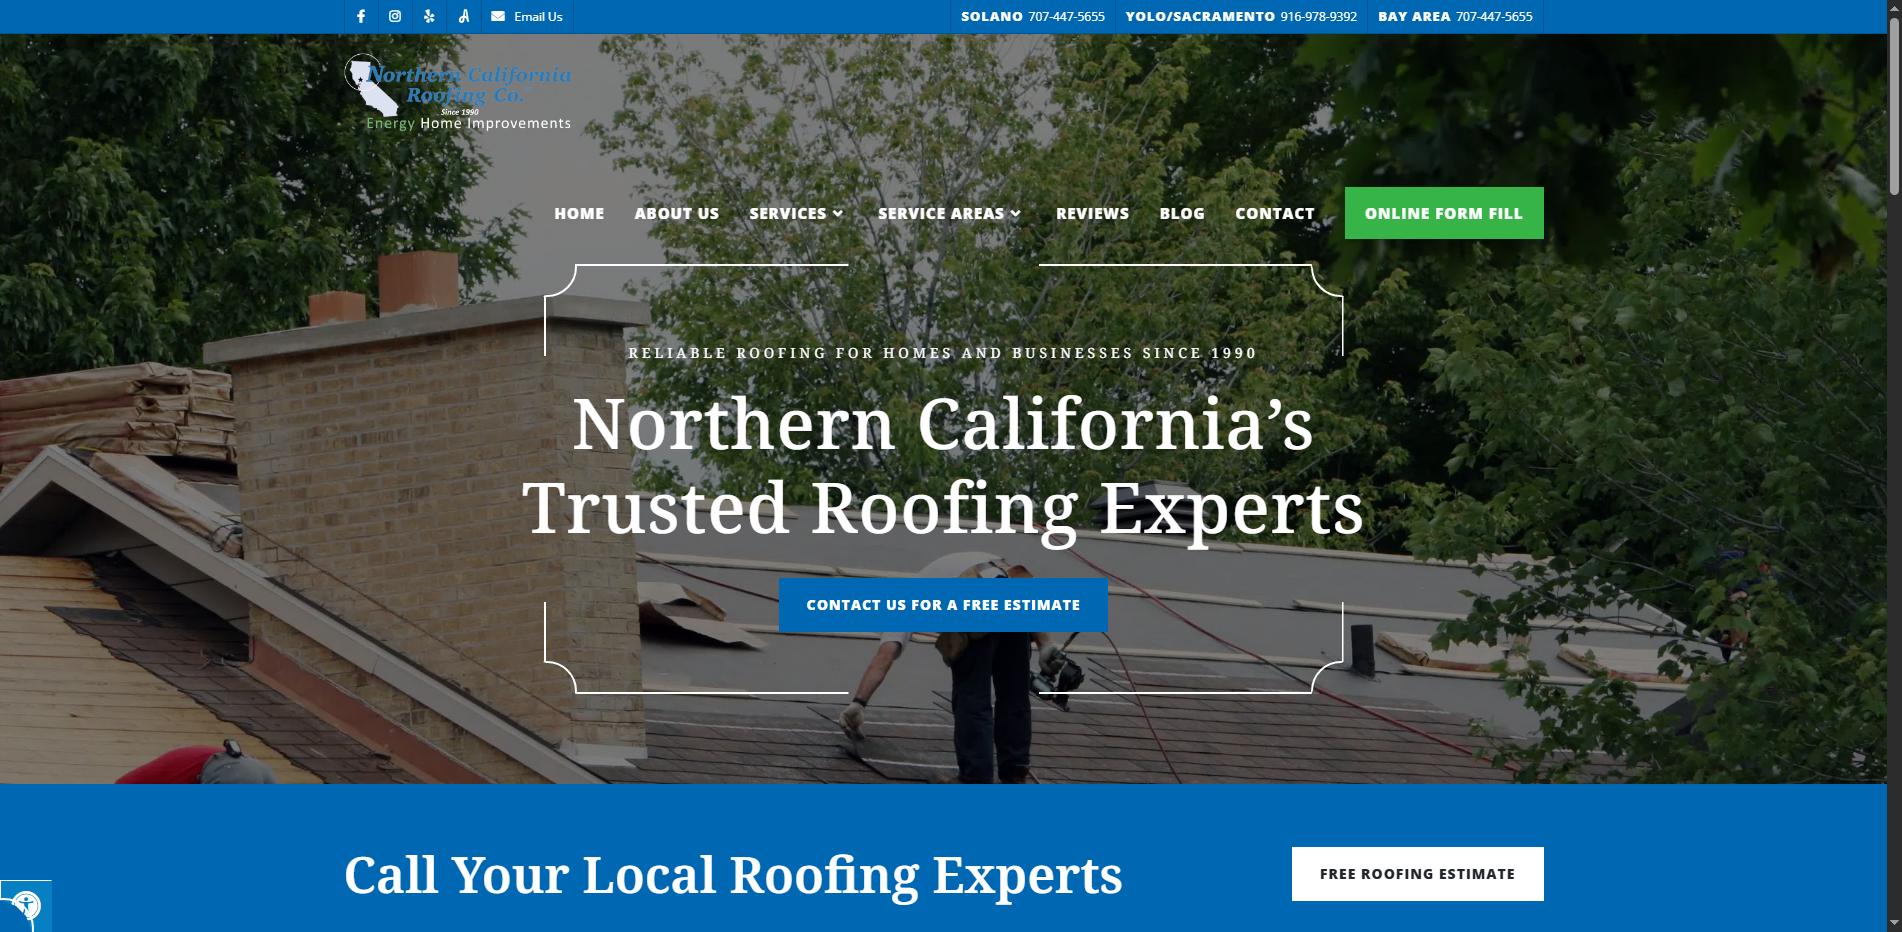 Email Us
SOLANO 707-447-5655
YOLO/SACRAMENTO 916-978-9392
BAY AREA 707-447-5655
Northern California
Roofing Co.
Since 1990
Energy Home Improvements
HOME
ABOUT US
SERVICES
SERVICE AREAS
REVIEWS
BLOG
CONTACT
ONLINE FORM FILL
RELIABLE ROOFING FOR HOMES AND BUSINESSES SINCE 1990
Northern California’s
Trusted Roofing Experts
CONTACT US FOR A FREE ESTIMATE
Call Your Local Roofing Experts
FREE ROOFING ESTIMATE